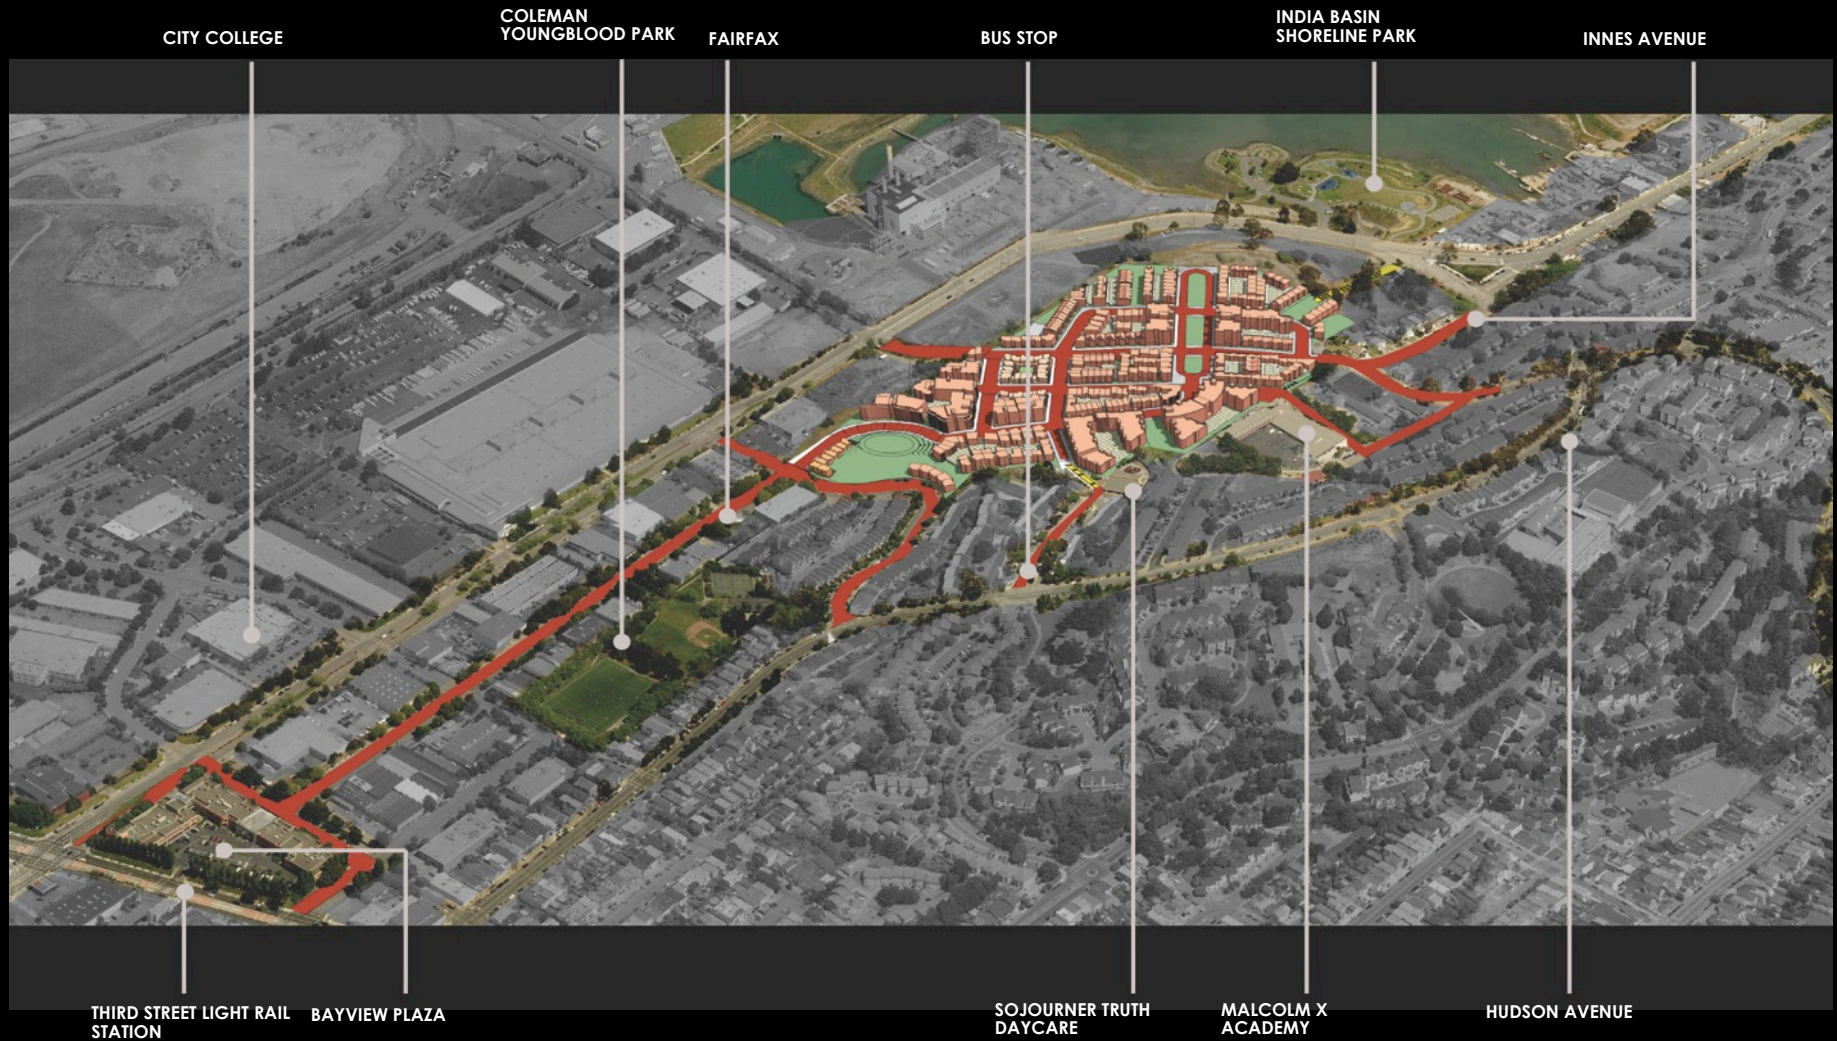 CITY COLLEGE
COLEMAN
YOUNGBLOOD PARK
FAIRFAX
BUS STOP
INDIA BASIN
SHORELINE PARK
INNES AVENUE
THIRD STREET LIGHT RAIL
STATION
BAYVIEW PLAZA
SOJOURNER TRUTH
DAYCARE
MALCOLM X
ACADEMY
HUDSON AVENUE